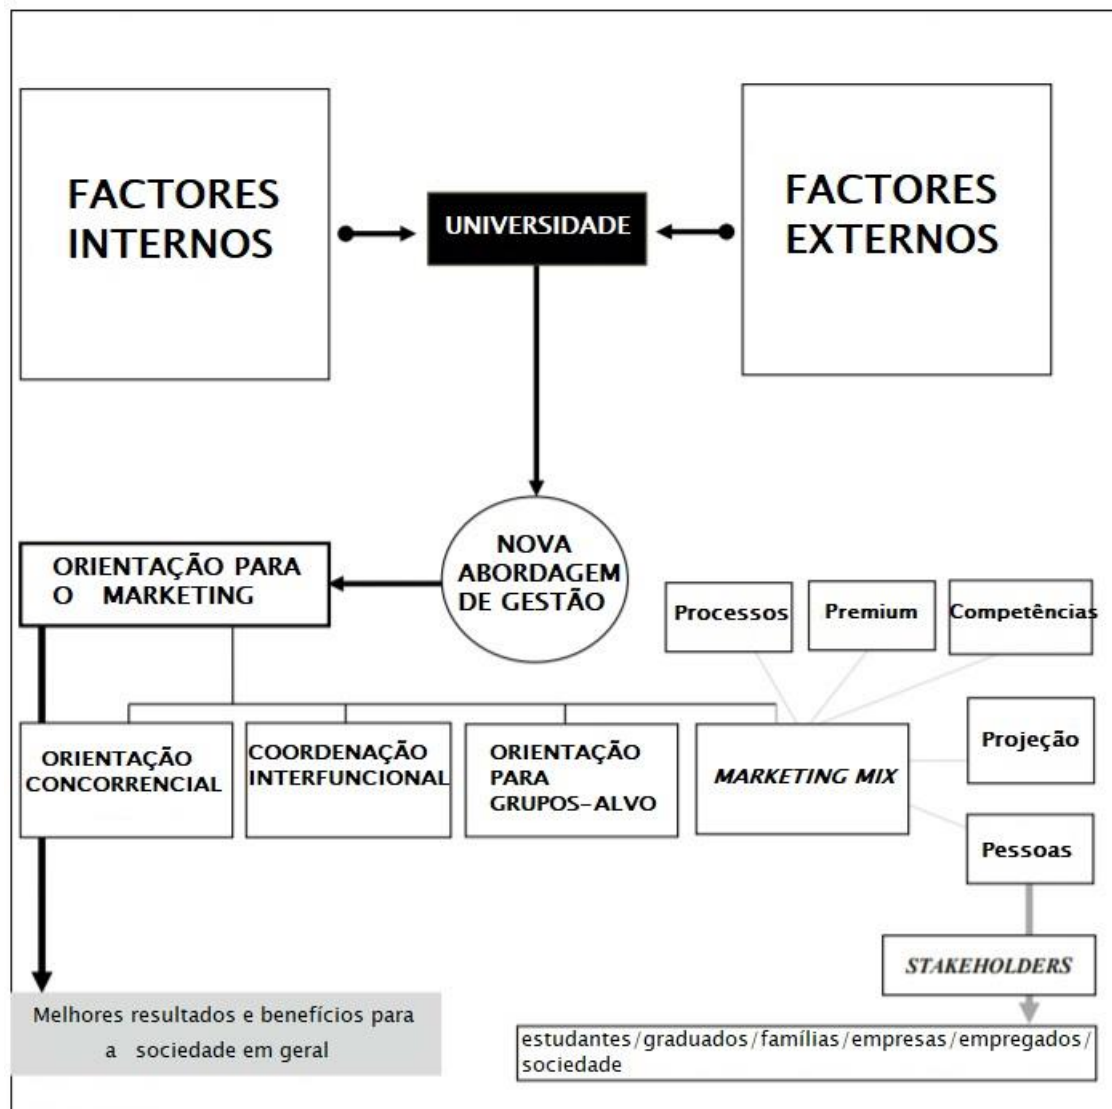 FACTORES
INTERNOS
UNIVERSIDADE
FACTORES
EXTERNOS
NOVA
ABORDAGEM
DE GESTÃO
ORIENTAÇÃO PARA
O MARKETING
Processos
Premium
Competências
ORIENTAÇÃO
CONCORRENCIAL
COORDENAÇÃO
INTERFUNCIONAL
ORIENTAÇÃO
PARA
GRUPOS-ALVO
MARKETING MIX
Projeção
Pessoas
STAKEHOLDERS
Melhores resultados e benefícios para
a sociedade em geral
estudantes/graduados/famílias/empresas/empregados/
sociedade